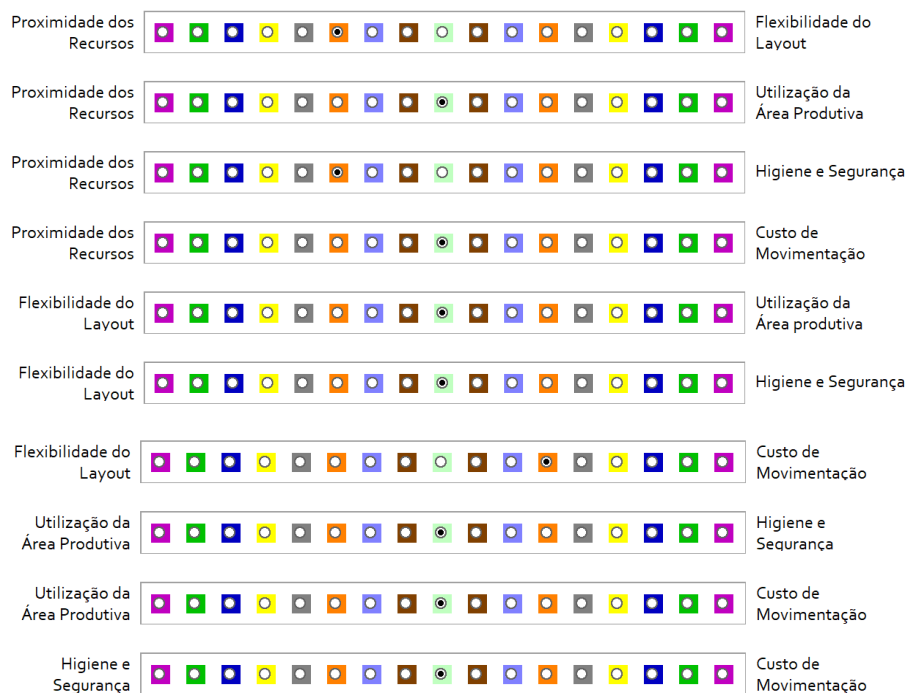 Proximidade dos
Recursos
Flexibilidade do
Layout
Proximidade dos
Recursos
Utilização da
Área Produtiva
Proximidade dos
Recursos
Higiene e Segurança
Proximidade dos
Recursos
Custo de
Movimentação
Flexibilidade do
Layout
Utilização da
Área produtiva
Flexibilidade do
Layout
Higiene e Segurança
Flexibilidade do
Layout
Custo de
Movimentação
Utilização da
Área Produtiva
Higiene e
Segurança
Utilização da
Área Produtiva
Custo de
Movimentação
Higiene e
Segurança
Custo de
Movimentação